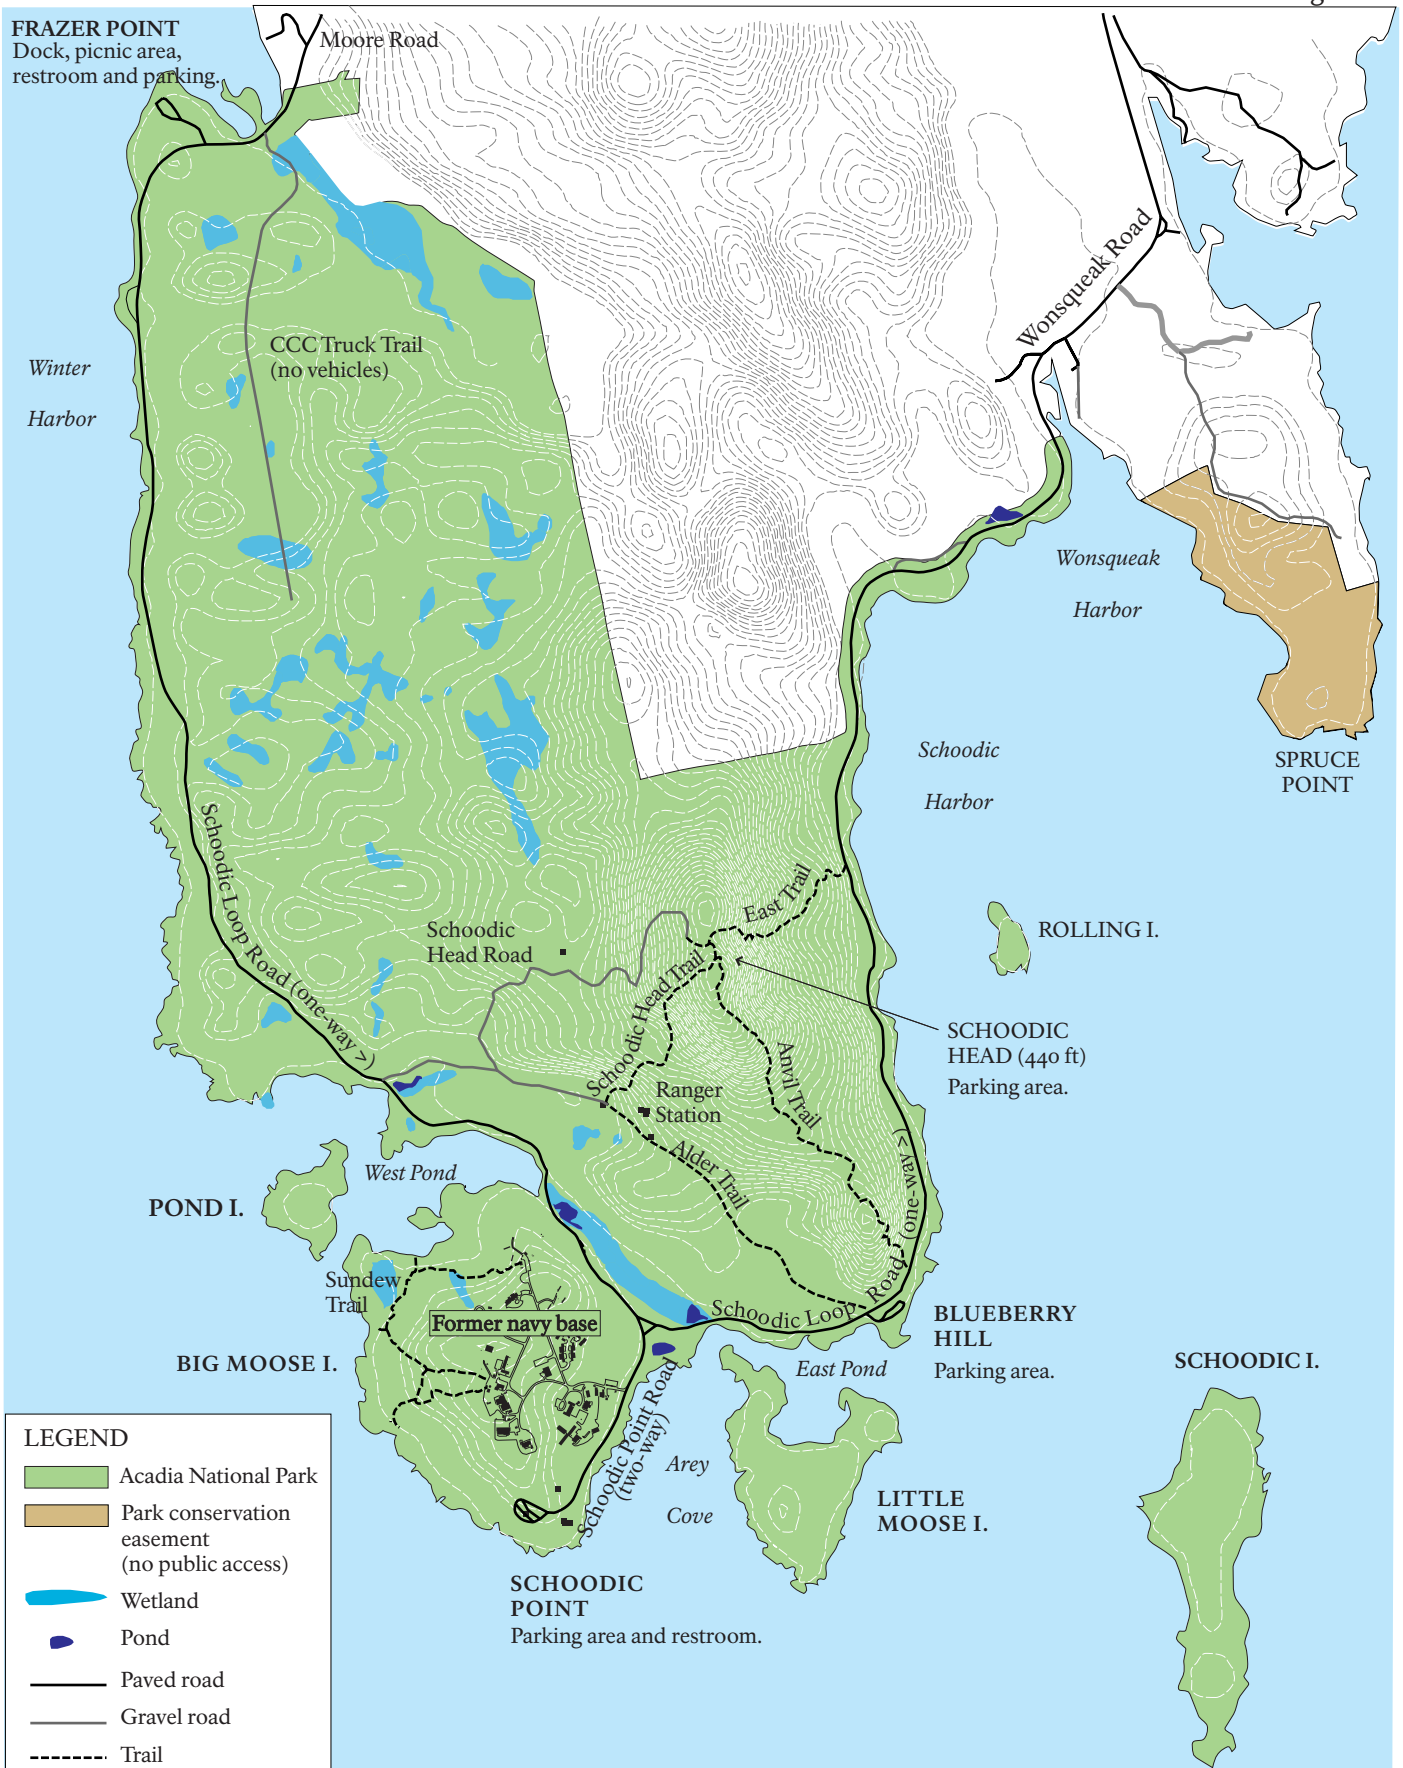 FRAZER POINT
Dock, picnic area,
restroom and parking.
Moore Road
Wonsqueak Road
CCC Truck Trail
(no vehicles)
Winter
Harbor
Wonsqueak
Harbor
Schoodic
Harbor
SPRUCE
POINT
Schoodic Loop Road (one-way >)
East Trail
Schoodic
Head Road
ROLLING I.
Schoodic Head Trail
SCHOODIC
HEAD (440 ft)
Parking area.
Anvil Trail
Ranger
Station
Alder Trail
West Pond
POND I.
Sundew
Trail
Former navy base
Schoodic Loop Road (one-way >)
BLUEBERRY
HILL
Parking area.
BIG MOOSE I.
East Pond
SCHOODIC I.
Schoodic Point Road
(two-way)
Arey
Cove
LITTLE
MOOSE I.
SCHOODIC
POINT
Parking area and restroom.
LEGEND
Acadia National Park
Park conservation
easement
(no public access)
Wetland
Pond
Paved road
Gravel road
Trail